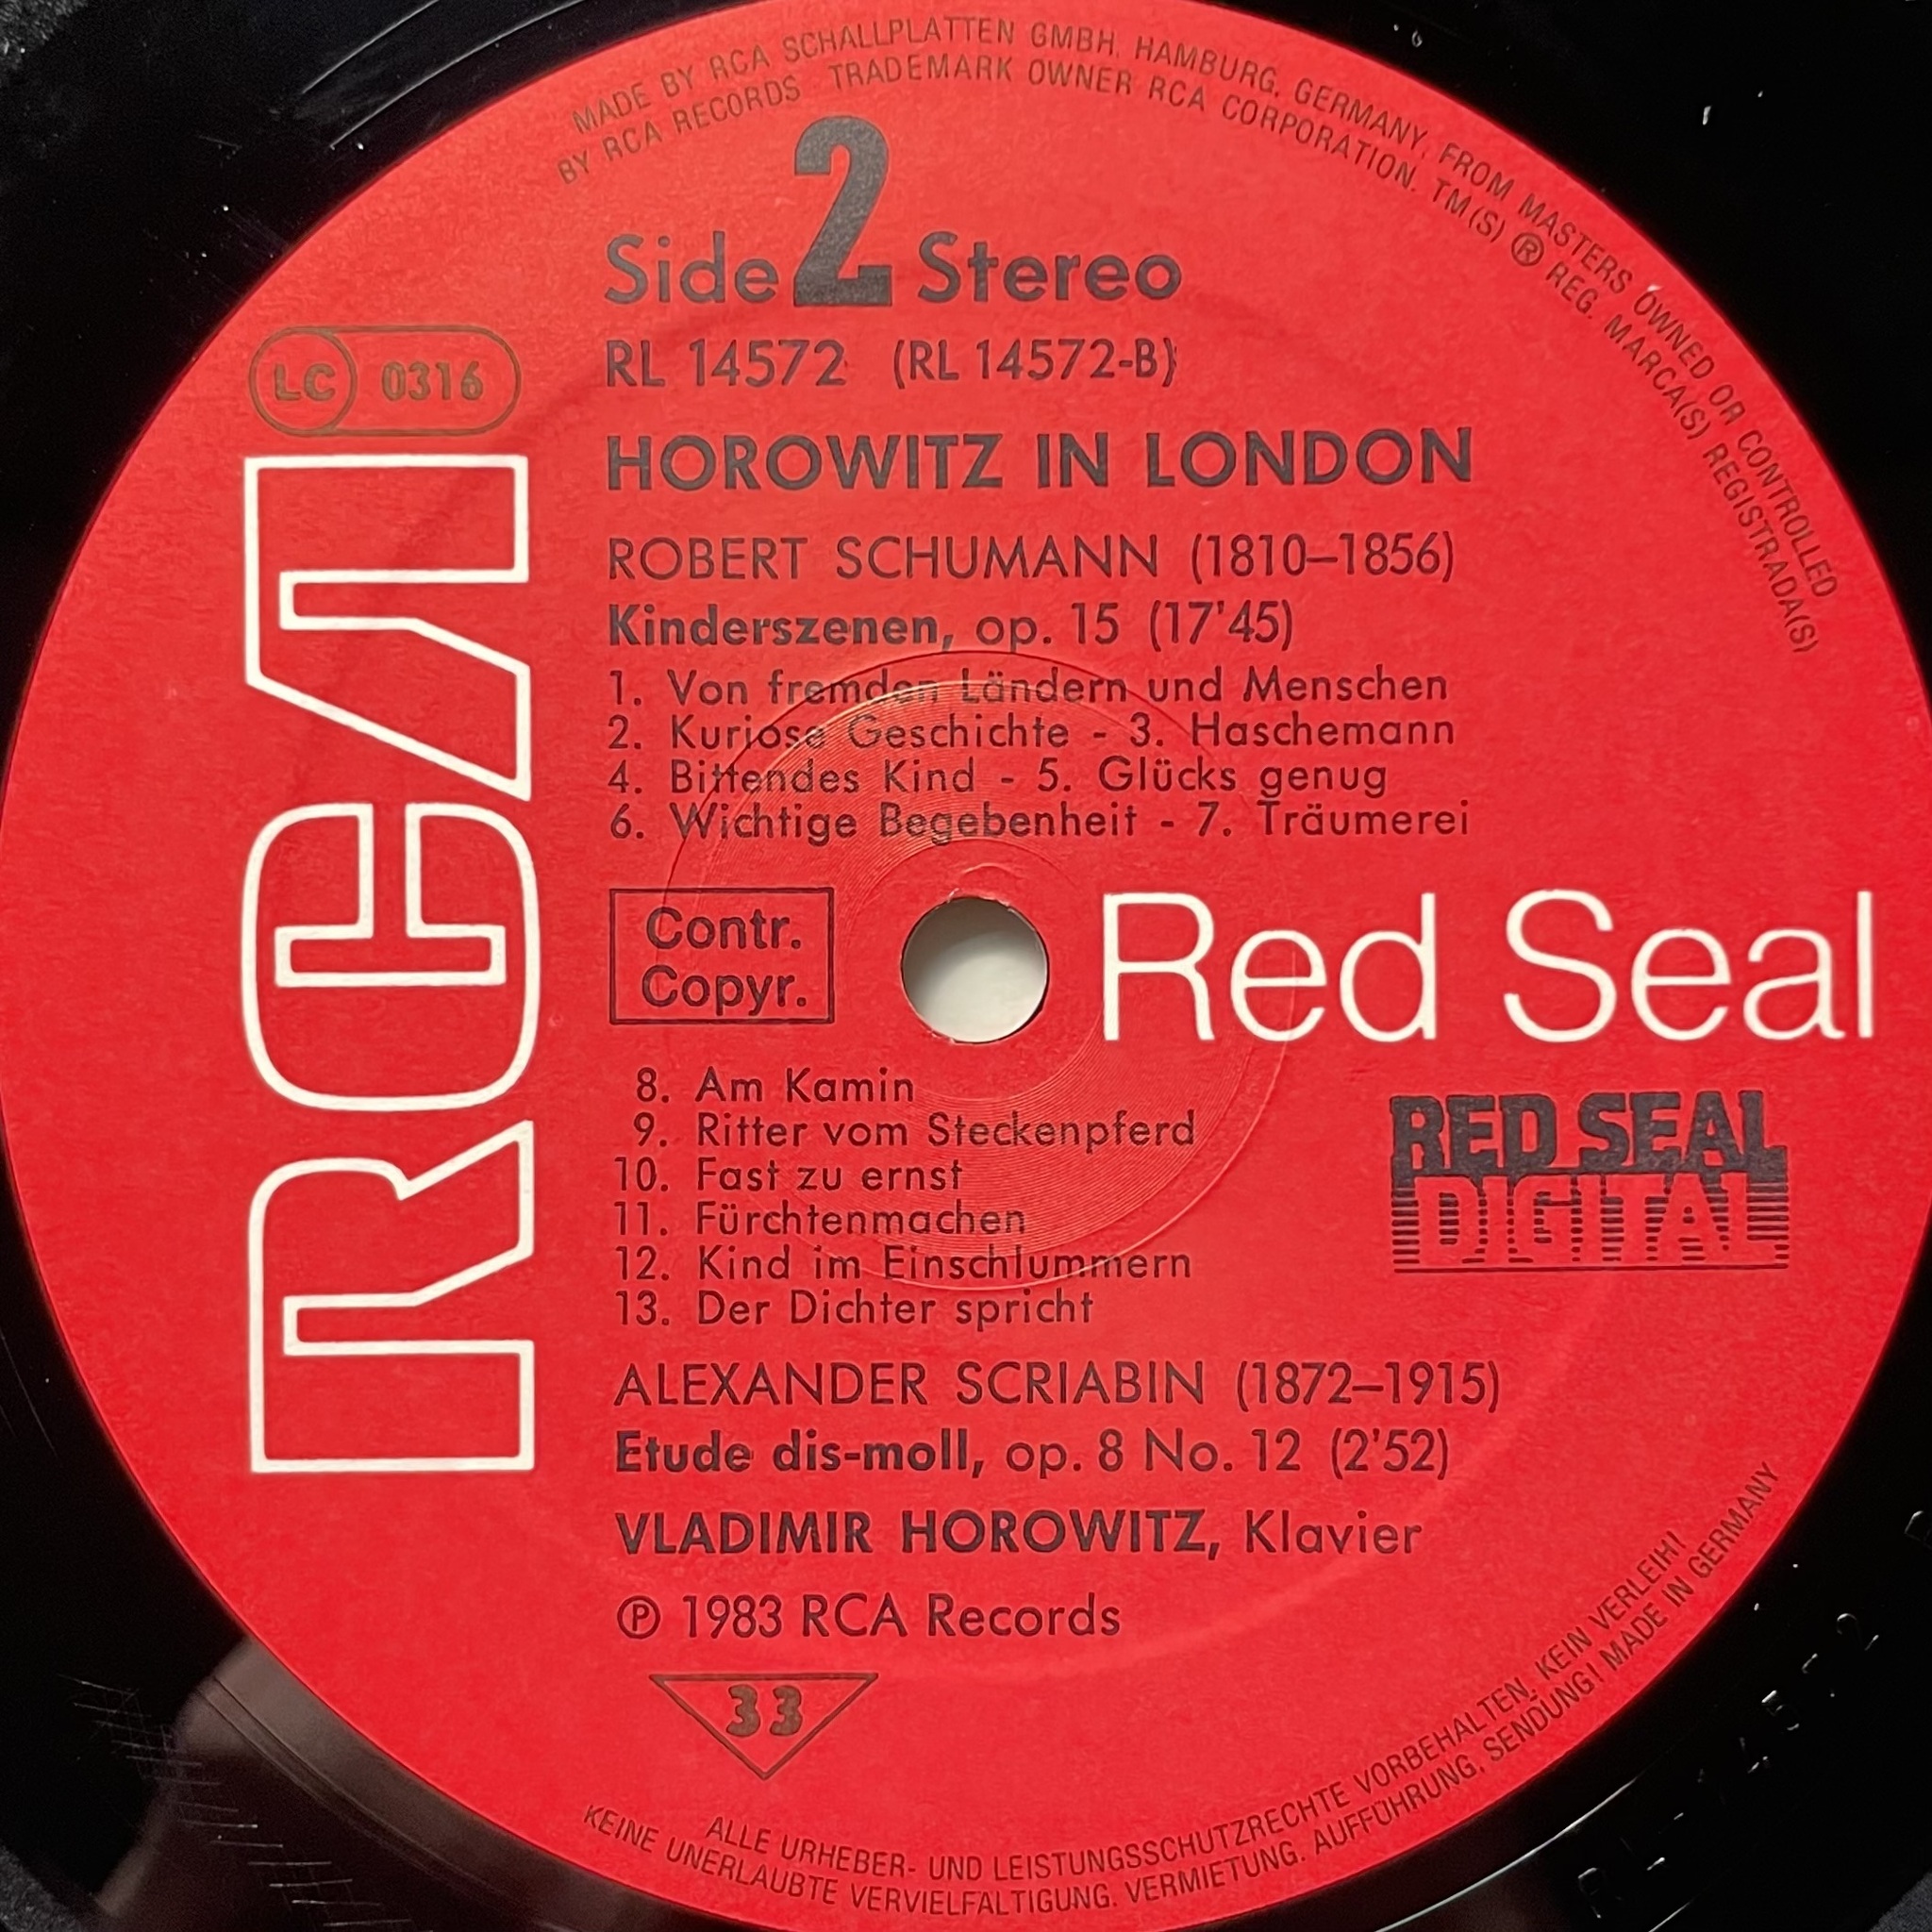 MADE BY RCA SCHALLPLATTEN GMBH, HAMBURG, GERMANY, FROM MASTERS OWNED OR CONTROLLED
BY RCA RECORDS TRADEMARK OWNER RCA CORPORATION. TM(S) ® REG. MARCA(S) REGISTRADA(S)
Side 2 Stereo
RL 14572 (RL 14572-B)
LC 0316
HOROWITZ IN LONDON
ROBERT SCHUMANN (1810–1856)
Kinderszenen, op. 15 (17'45)
1. Von fremden Ländern und Menschen
2. Kuriose Geschichte - 3. Haschemann
4. Bittendes Kind - 5. Glücks genug
6. Wichtige Begebenheit - 7. Träumerei
RCA
Contr.
Copyr.
Red Seal
8. Am Kamin
9. Ritter vom Steckenpferd
10. Fast zu ernst
11. Fürchtenmachen
12. Kind im Einschlummern
13. Der Dichter spricht
RED SEAL
DIGITAL
ALEXANDER SCRIABIN (1872–1915)
Etude dis-moll, op. 8 No. 12 (2'52)
VLADIMIR HOROWITZ, Klavier
℗ 1983 RCA Records
33
ALLE URHEBER- UND LEISTUNGSSCHUTZRECHTE VORBEHALTEN. KEIN VERLEIH!
KEINE UNERLAUBTE VERVIELFALTIGUNG. VERMIETUNG. AUFFÜHRUNG, SENDUNG! MADE IN GERMANY